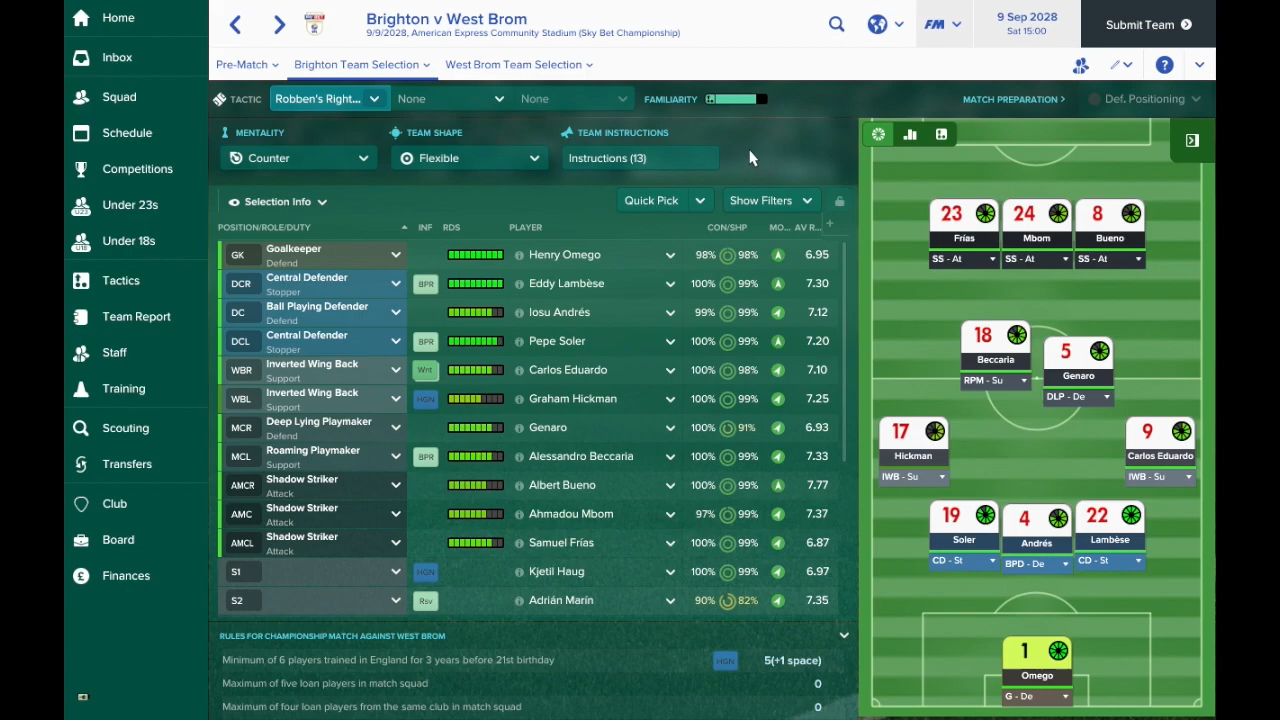 Home
Inbox
Squad
Schedule
Competitions
Under 23s
Under 18s
Tactics
Team Report
Staff
Training
Scouting
Transfers
Club
Board
Finances
Brighton v West Brom
9/9/2028, American Express Community Stadium (Sky Bet Championship)
FM
9 Sep 2028
Sat 15:00
Submit Team
Pre-Match
Brighton Team Selection
West Brom Team Selection
?
TACTIC Robben's Right... None None FAMILIARITY MATCH PREPARATION > Def. Positioning
MENTALITY TEAM SHAPE TEAM INSTRUCTIONS
Counter Flexible Instructions (13)
Selection Info Quick Pick Show Filters
POSITION/ROLE/DUTY INF RDS PLAYER CON/SHP MO... AV R...
GK Goalkeeper Defend Henry Omego 98% 98% 6.95
DCR Central Defender Stopper BPR Eddy Lambèse 100% 99% 7.30
DC Ball Playing Defender Defend Iosu Andrés 99% 99% 7.12
DCL Central Defender Stopper BPR Pepe Soler 100% 99% 7.20
WBR Inverted Wing Back Support Wnt Carlos Eduardo 100% 98% 7.10
WBL Inverted Wing Back Support HGN Graham Hickman 100% 99% 7.25
MCR Deep Lying Playmaker Defend Genaro 100% 91% 6.93
MCL Roaming Playmaker Support BPR Alessandro Beccaria 100% 99% 7.33
AMCR Shadow Striker Attack Albert Bueno 100% 99% 7.77
AMC Shadow Striker Attack Ahmadou Mbom 97% 99% 7.37
AMCL Shadow Striker Attack Samuel Frías 100% 99% 6.87
S1 HGN Kjetil Haug 100% 99% 6.97
S2 Rsv Adrián Marín 90% 82% 7.35
RULES FOR CHAMPIONSHIP MATCH AGAINST WEST BROM
Minimum of 6 players trained in England for 3 years before 21st birthday HGN 5(+1 space)
Maximum of five loan players in match squad 0
Maximum of four loan players from the same club in match squad 0
23 24 8
Frías Mbom Bueno
SS - At SS - At SS - At
18
Beccaria
RPM - Su
5
Genaro
DLP - De
17 9
Hickman Carlos Eduardo
IWB - Su IWB - Su
19 4 22
Soler Andrés Lambèse
CD - St BPD - De CD - St
1
Omego
G - De